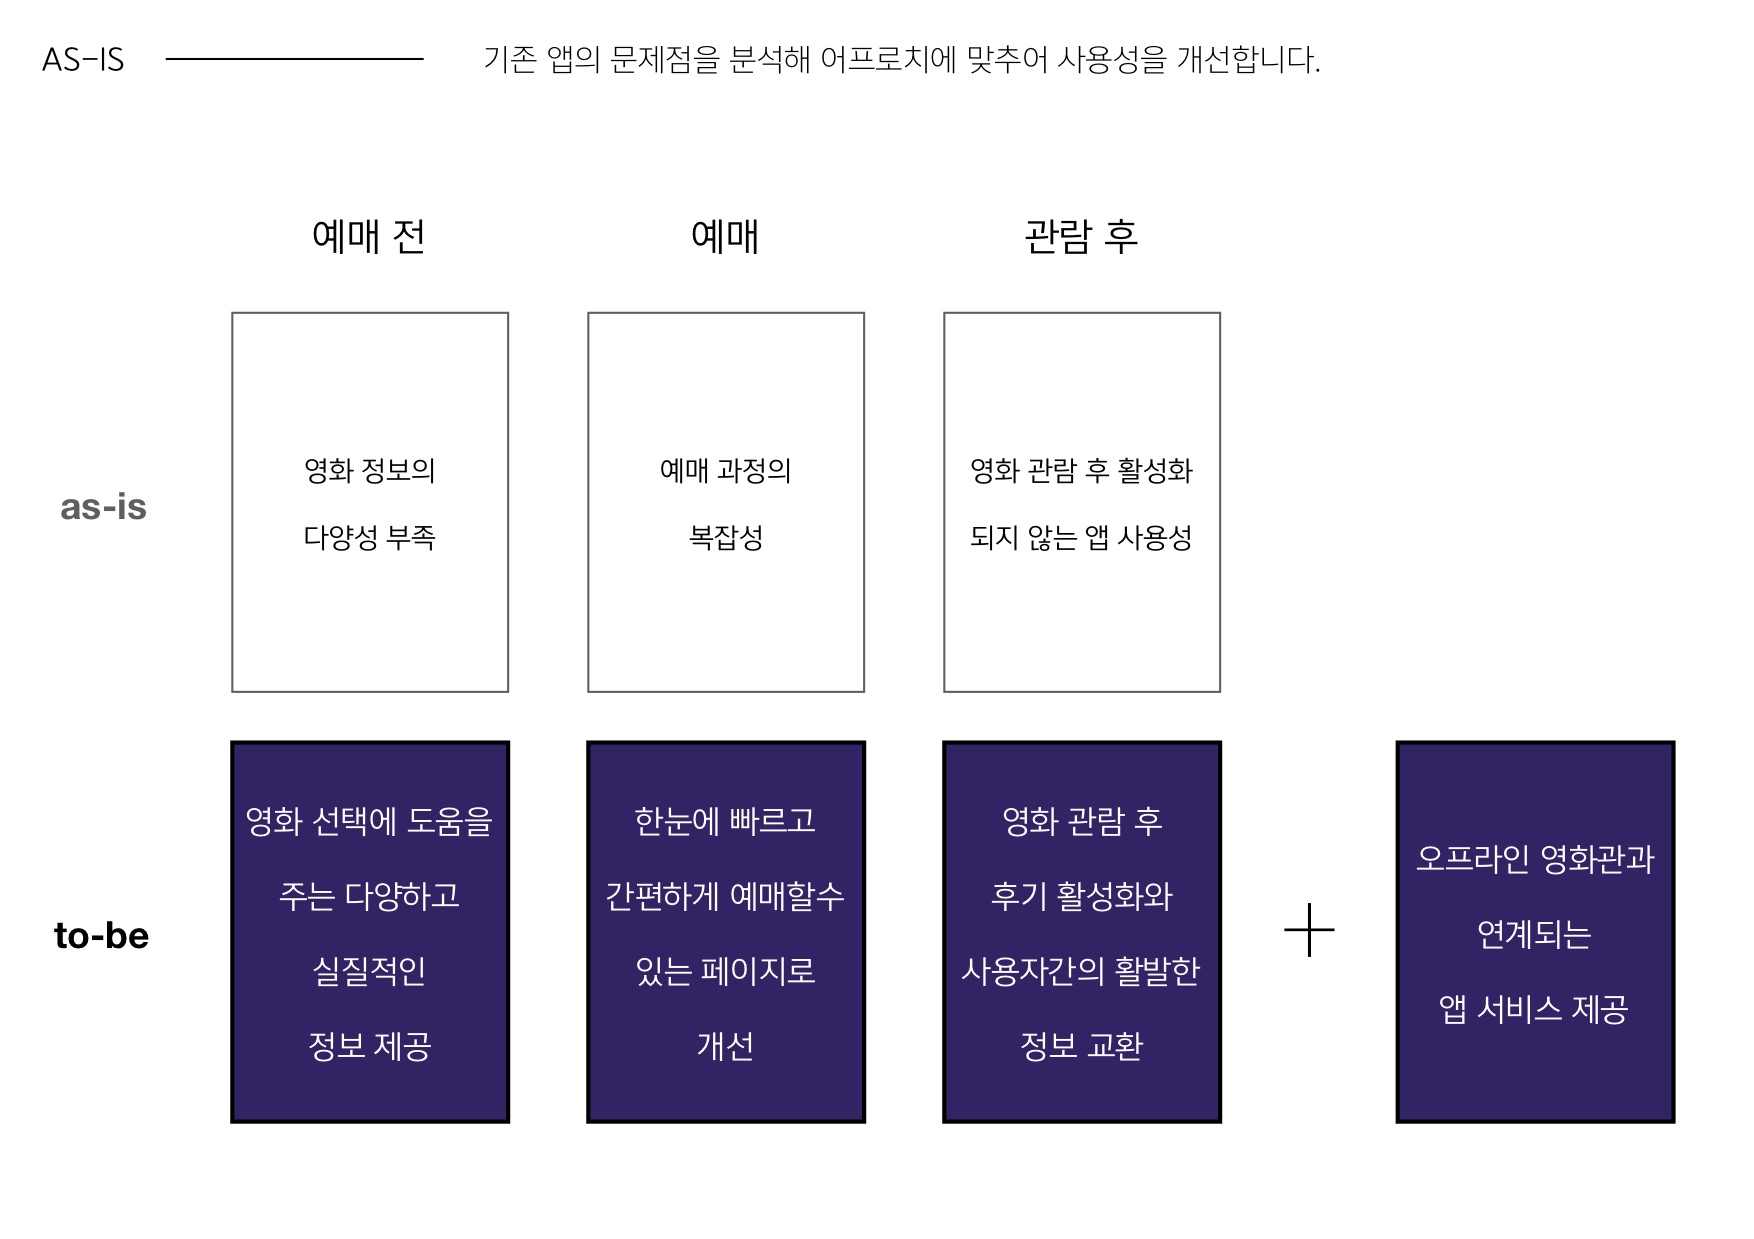 AS-IS
기존 앱의 문제점을 분석해 어프로치에 맞추어 사용성을 개선합니다.
예매 전
예매
관람 후
as-is
영화 정보의
다양성 부족
예매 과정의
복잡성
영화 관람 후 활성화
되지 않는 앱 사용성
to-be
영화 선택에 도움을
주는 다양하고
실질적인
정보 제공
한눈에 빠르고
간편하게 예매할수
있는 페이지로
개선
영화 관람 후
후기 활성화와
사용자간의 활발한
정보 교환
+
오프라인 영화관과
연계되는
앱 서비스 제공